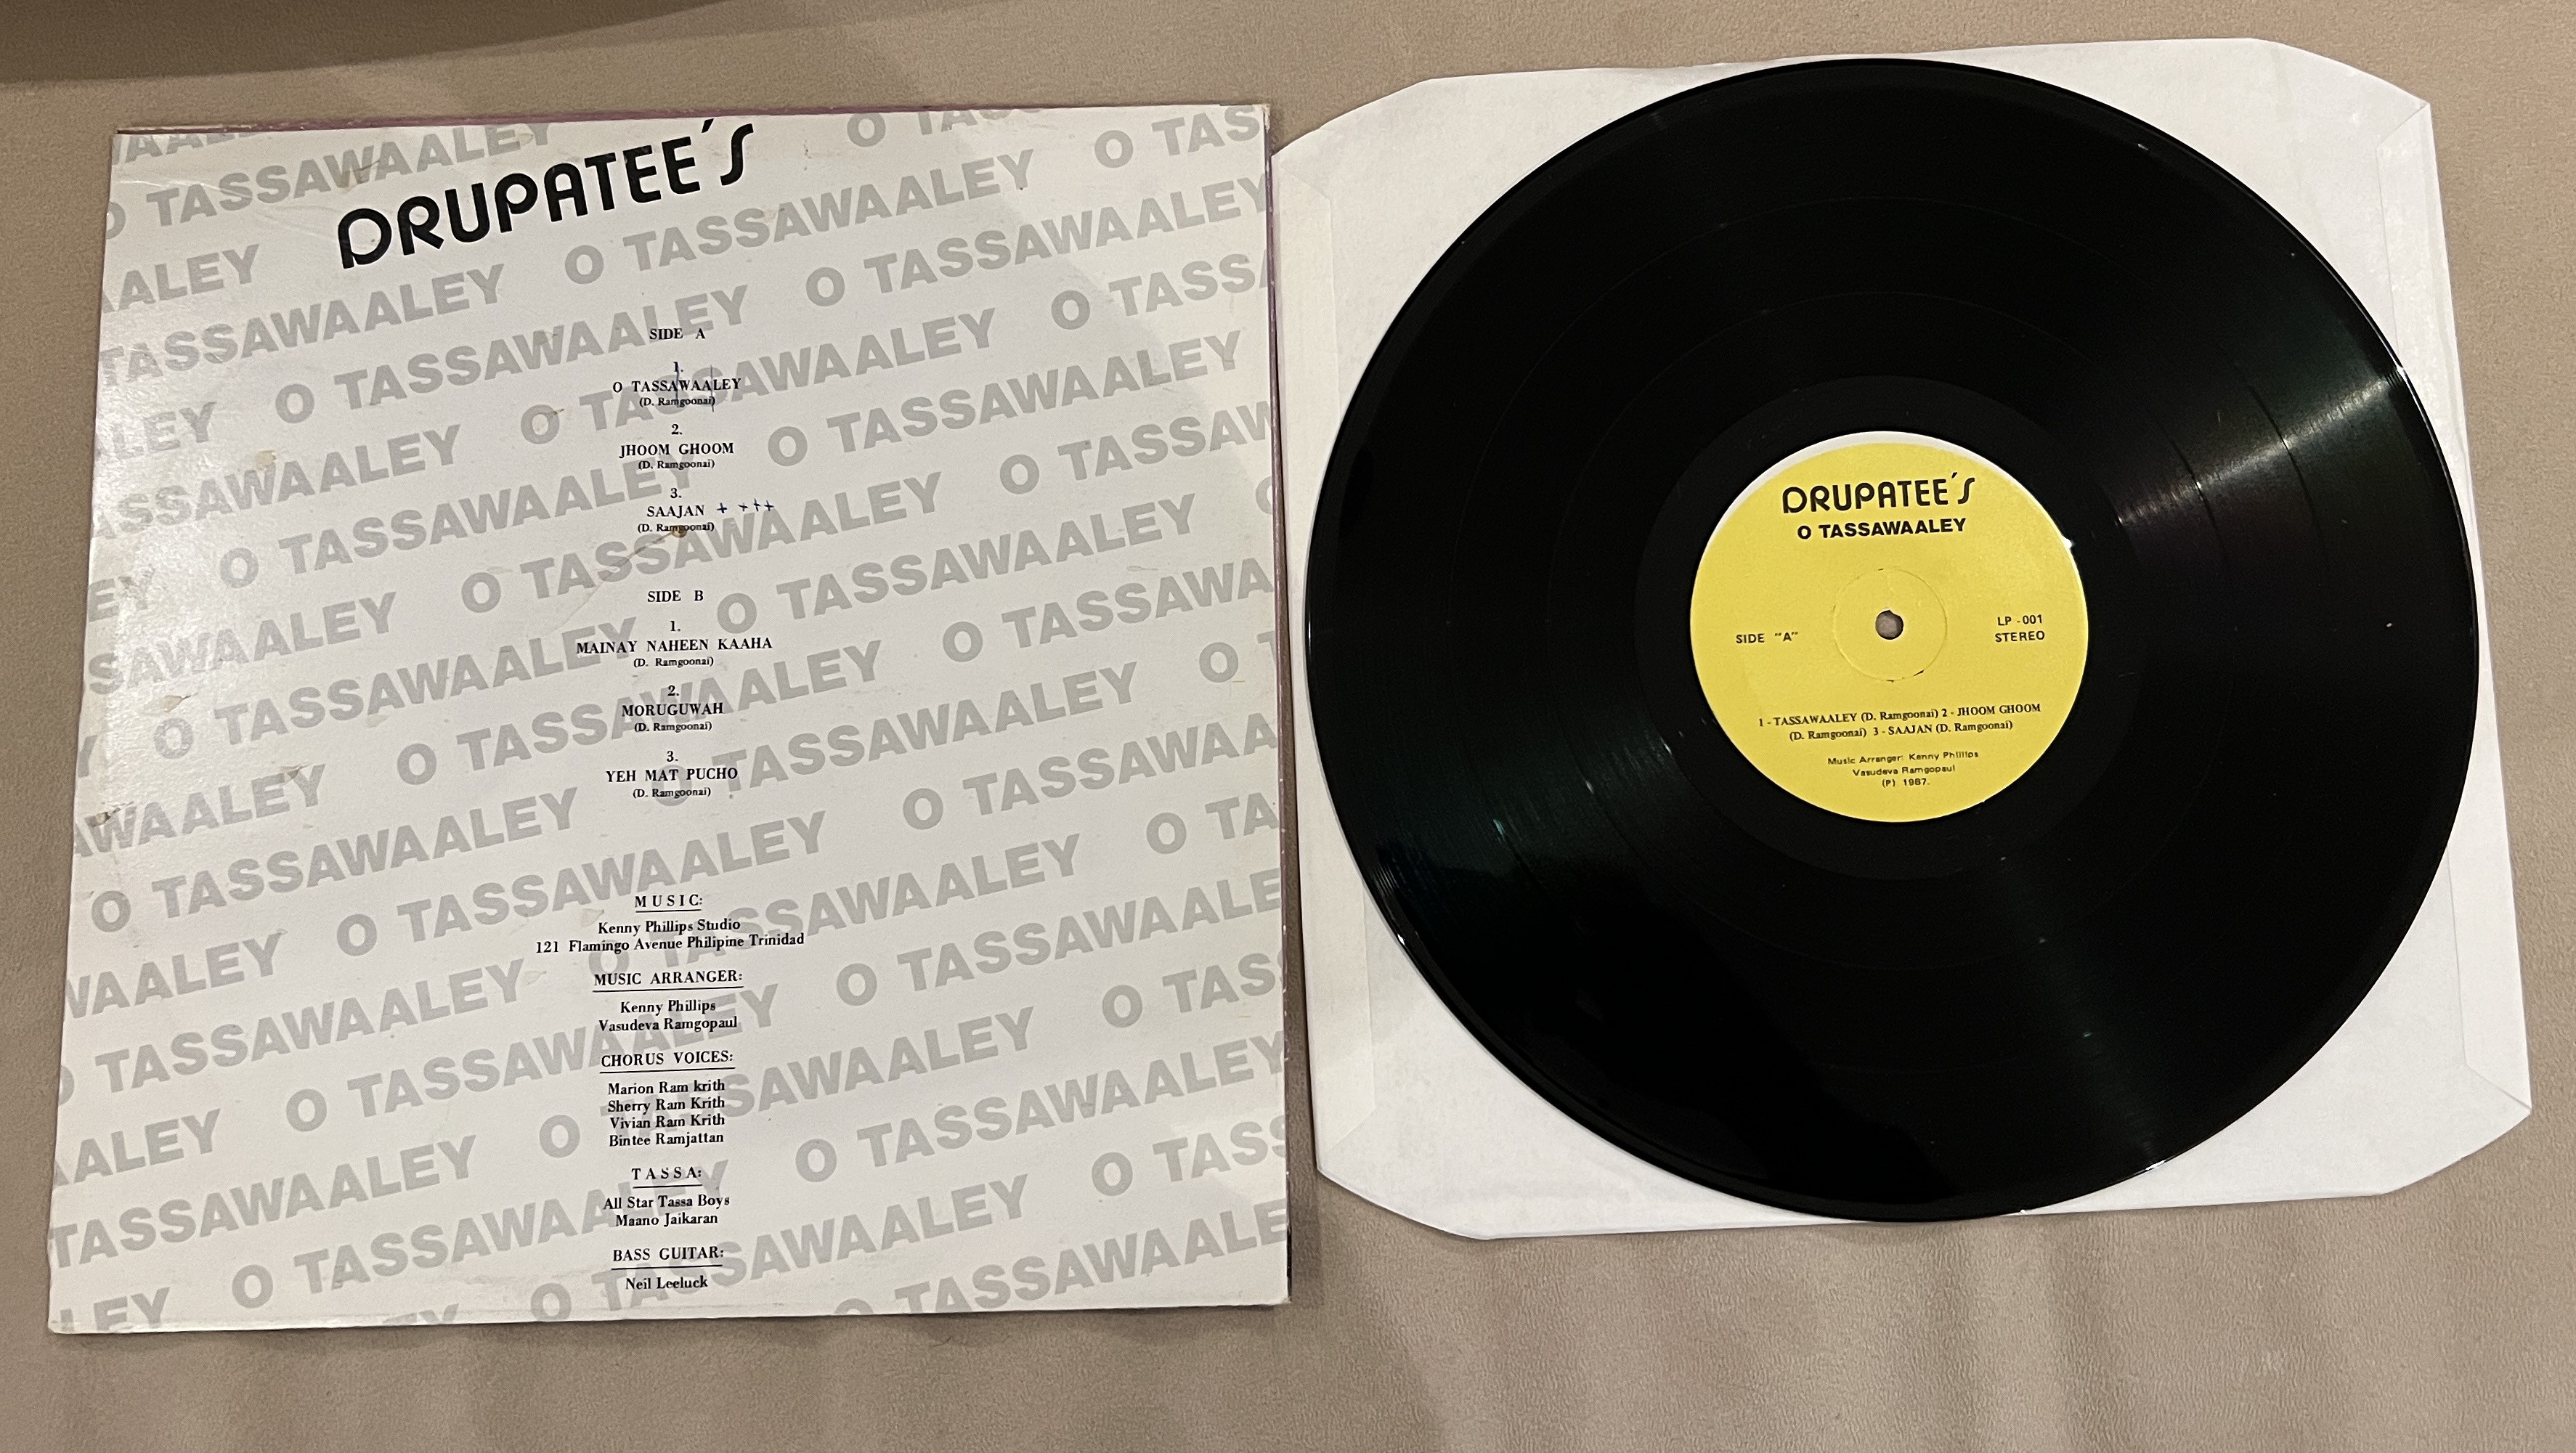 DRUPATEE'S
SIDE A
1.
O TASSAWAALEY
(D. Ramgoonai)
2.
JHOOM GHOOM
(D. Ramgoonai)
3.
SAAJAN + +++
(D. Ramgoonai)
SIDE B
1.
MAINAY NAHEEN KAAHA
(D. Ramgoonai)
2.
MORUGUWAH
(D. Ramgoonai)
3.
YEH MAT PUCHO
(D. Ramgoonai)
MUSIC:
Kenny Phillips Studio
121 Flamingo Avenue Philipine Trinidad
MUSIC ARRANGER:
Kenny Phillips
Vasudeva Ramgopaul
CHORUS VOICES:
Marion Ram krith
Sherry Ram Krith
Vivian Ram Krith
Bintee Ramjattan
TASSA:
All Star Tassa Boys
Maano Jaikaran
BASS GUITAR:
Neil Leeluck
O TASSAWAALEY O TASSAWAALEY
DRUPATEE'S
O TASSAWAALEY
SIDE "A"
LP - 001
STEREO
1 - TASSAWAALEY (D. Ramgoonai) 2 - JHOOM GHOOM
(D. Ramgoonai) 3 - SAAJAN (D. Ramgoonai)
Music Arranger: Kenny Phillips
Vasudeva Ramgopaul
(P) 1987.